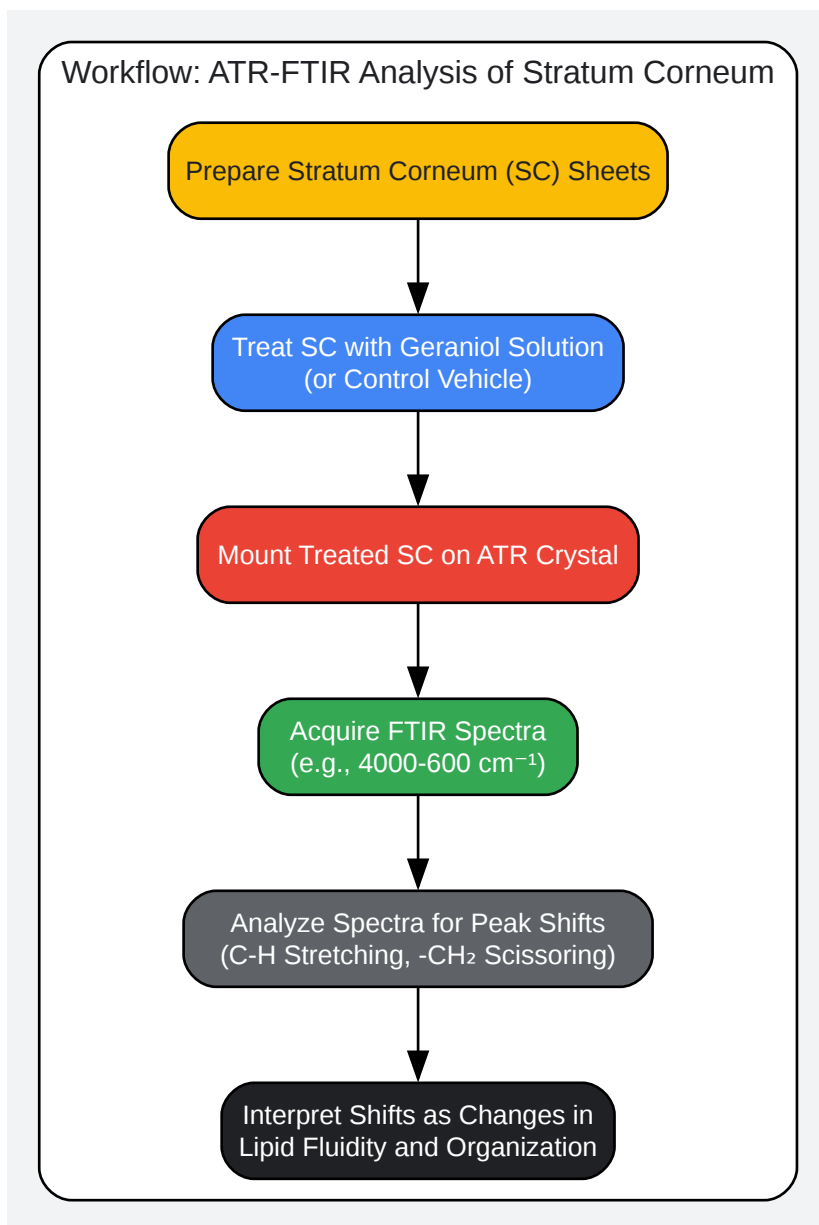 Workflow: ATR-FTIR Analysis of Stratum Corneum
Prepare Stratum Corneum (SC) Sheets
Treat SC with Geraniol Solution
(or Control Vehicle)
Mount Treated SC on ATR Crystal
Acquire FTIR Spectra
(e.g., 4000-600 cm⁻¹)
Analyze Spectra for Peak Shifts
(C-H Stretching, -CH₂ Scissoring)
Interpret Shifts as Changes in
Lipid Fluidity and Organization